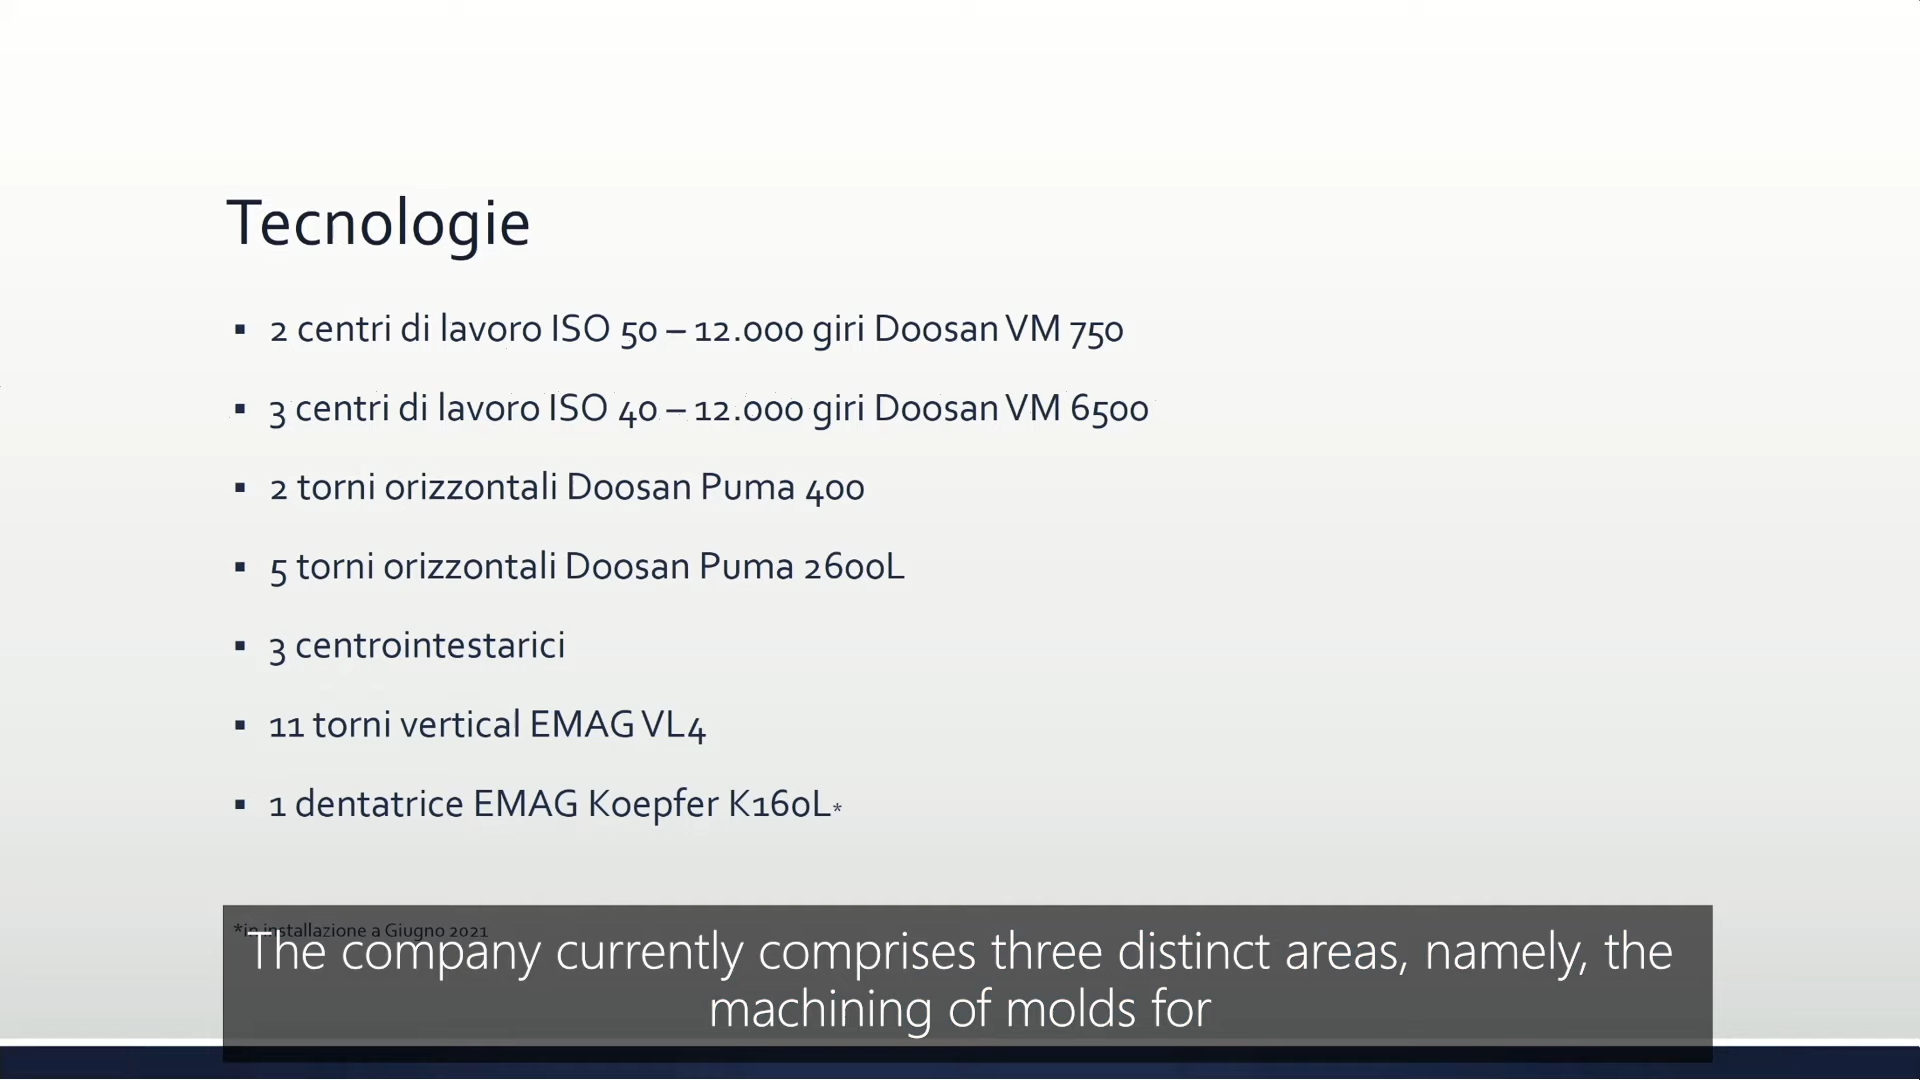 Tecnologie
▪ 2 centri di lavoro ISO 50 – 12.000 giri Doosan VM 750
▪ 3 centri di lavoro ISO 40 – 12.000 giri Doosan VM 6500
▪ 2 torni orizzontali Doosan Puma 400
▪ 5 torni orizzontali Doosan Puma 2600L
▪ 3 centrointestarici
▪ 11 torni vertical EMAG VL4
▪ 1 dentatrice EMAG Koepfer K160L*
*in installazione a Giugno 2021
The company currently comprises three distinct areas, namely, the
machining of molds for